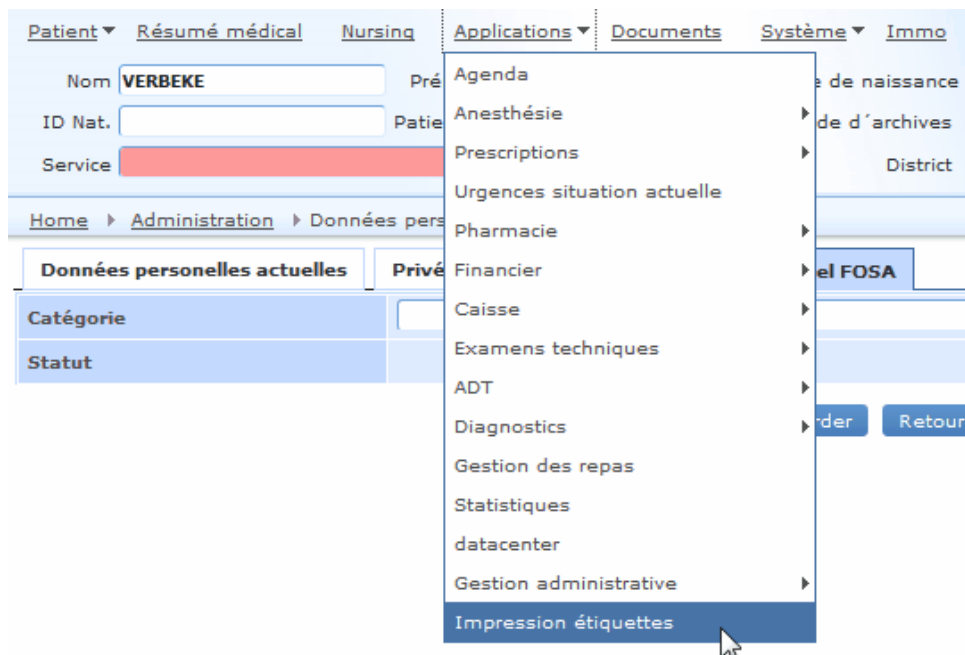 Patient Résumé médical Nursing Applications Documents Système Immo
Nom VERBEKE Pré e de naissance
ID Nat. Patie de d´archives
Service District
Home Administration Données pers
Données personelles actuelles Privé el FOSA
Catégorie
Statut
rder Retour
Agenda
Anesthésie
Prescriptions
Urgences situation actuelle
Pharmacie
Financier
Caisse
Examens techniques
ADT
Diagnostics
Gestion des repas
Statistiques
datacenter
Gestion administrative
Impression étiquettes